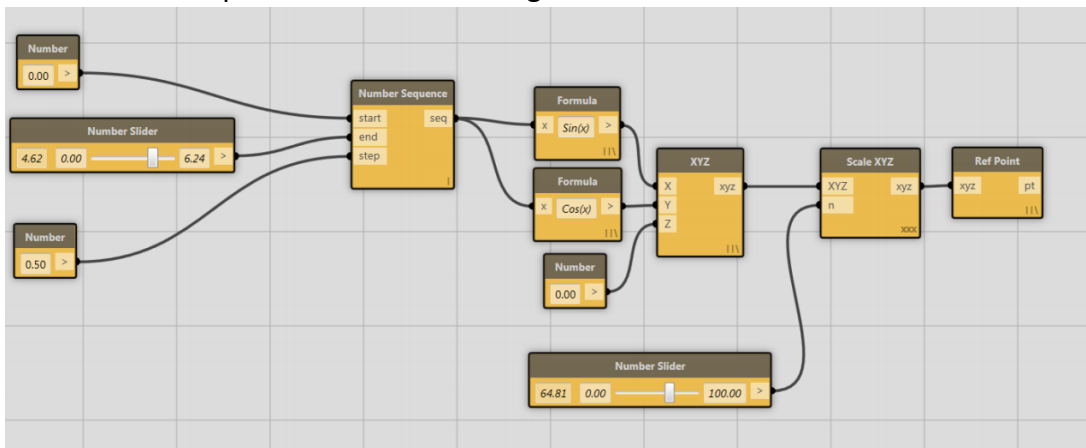 Number
0.00 >
Number Slider
4.62 0.00 6.24 >
Number
0.50 >
Number Sequence
start seq
end
step
|
Formula
x Sin(x) >
||\
Formula
x Cos(x) >
||\
Number
0.00 >
XYZ
X xyz
Y
Z
||\
Number Slider
64.81 0.00 100.00 >
Scale XYZ
XYZ xyz
n
xxx
Ref Point
xyz pt
||\